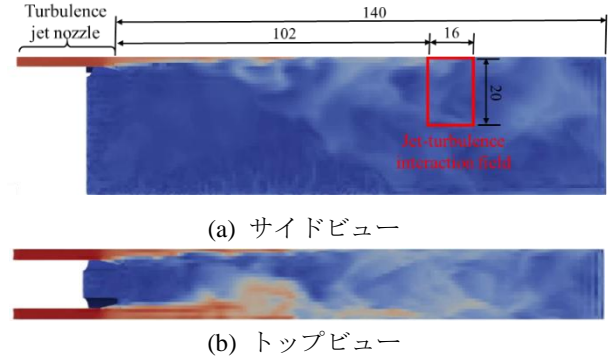 Turbulence
jet nozzle
140
102
16
20
Jet-turbulence
interaction field
(a) サイドビュー
(b) トップビュー